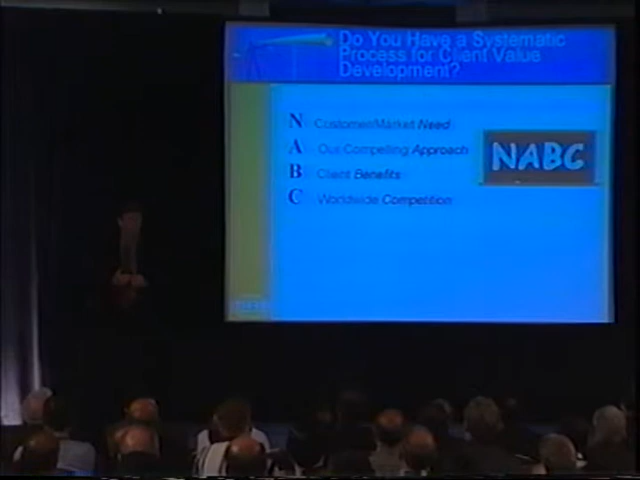 Do You Have a Systematic
Process for Client Value
Development?
N Customer/Market Need
A Our Compelling Approach
B Client Benefits
C Worldwide Competition
NABC